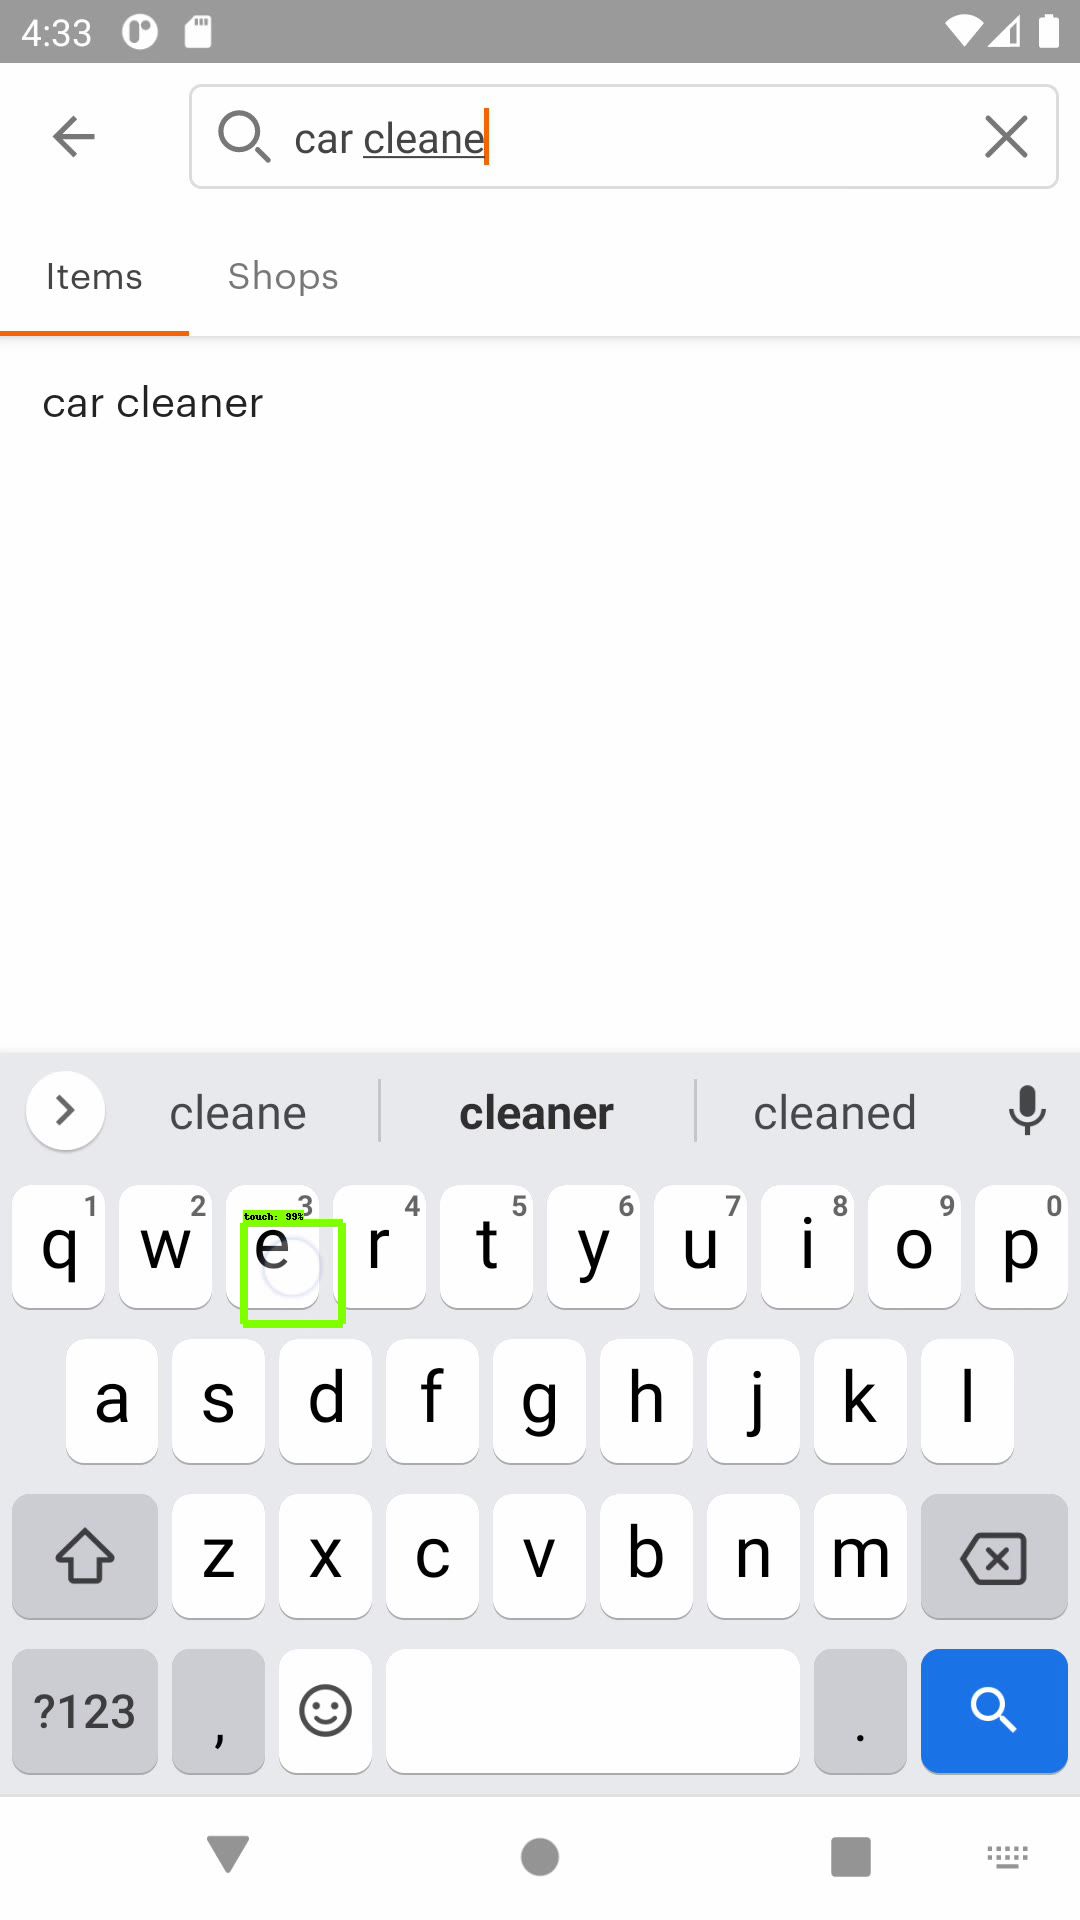 4:33
car cleane
Items Shops
car cleaner
cleane cleaner cleaned
1 2 3 4 5 6 7 8 9 0
touch: 99%
q w e r t y u i o p
a s d f g h j k l
z x c v b n m
?123 , .